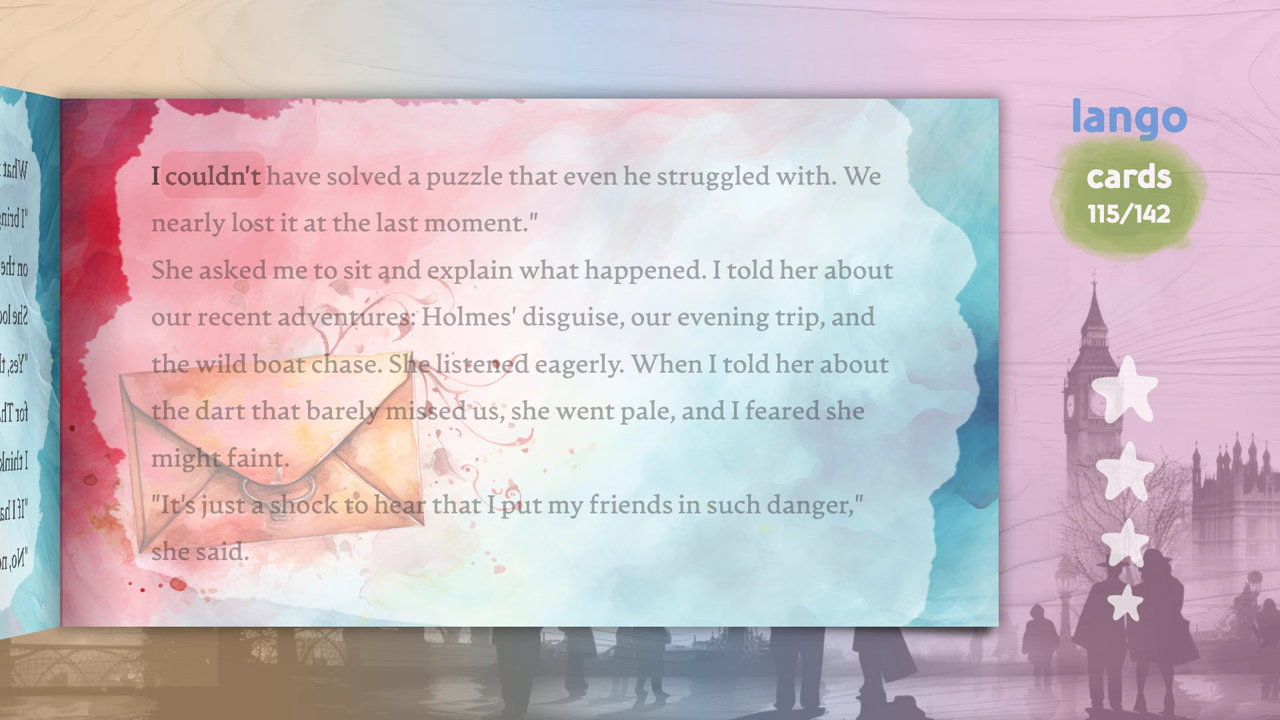 I couldn't have solved a puzzle that even he struggled with. We
nearly lost it at the last moment."
She asked me to sit and explain what happened. I told her about
our recent adventures: Holmes' disguise, our evening trip, and
the wild boat chase. She listened eagerly. When I told her about
the dart that barely missed us, she went pale, and I feared she
might faint.
"It's just a shock to hear that I put my friends in such danger,"
she said.
lango
cards
115/142